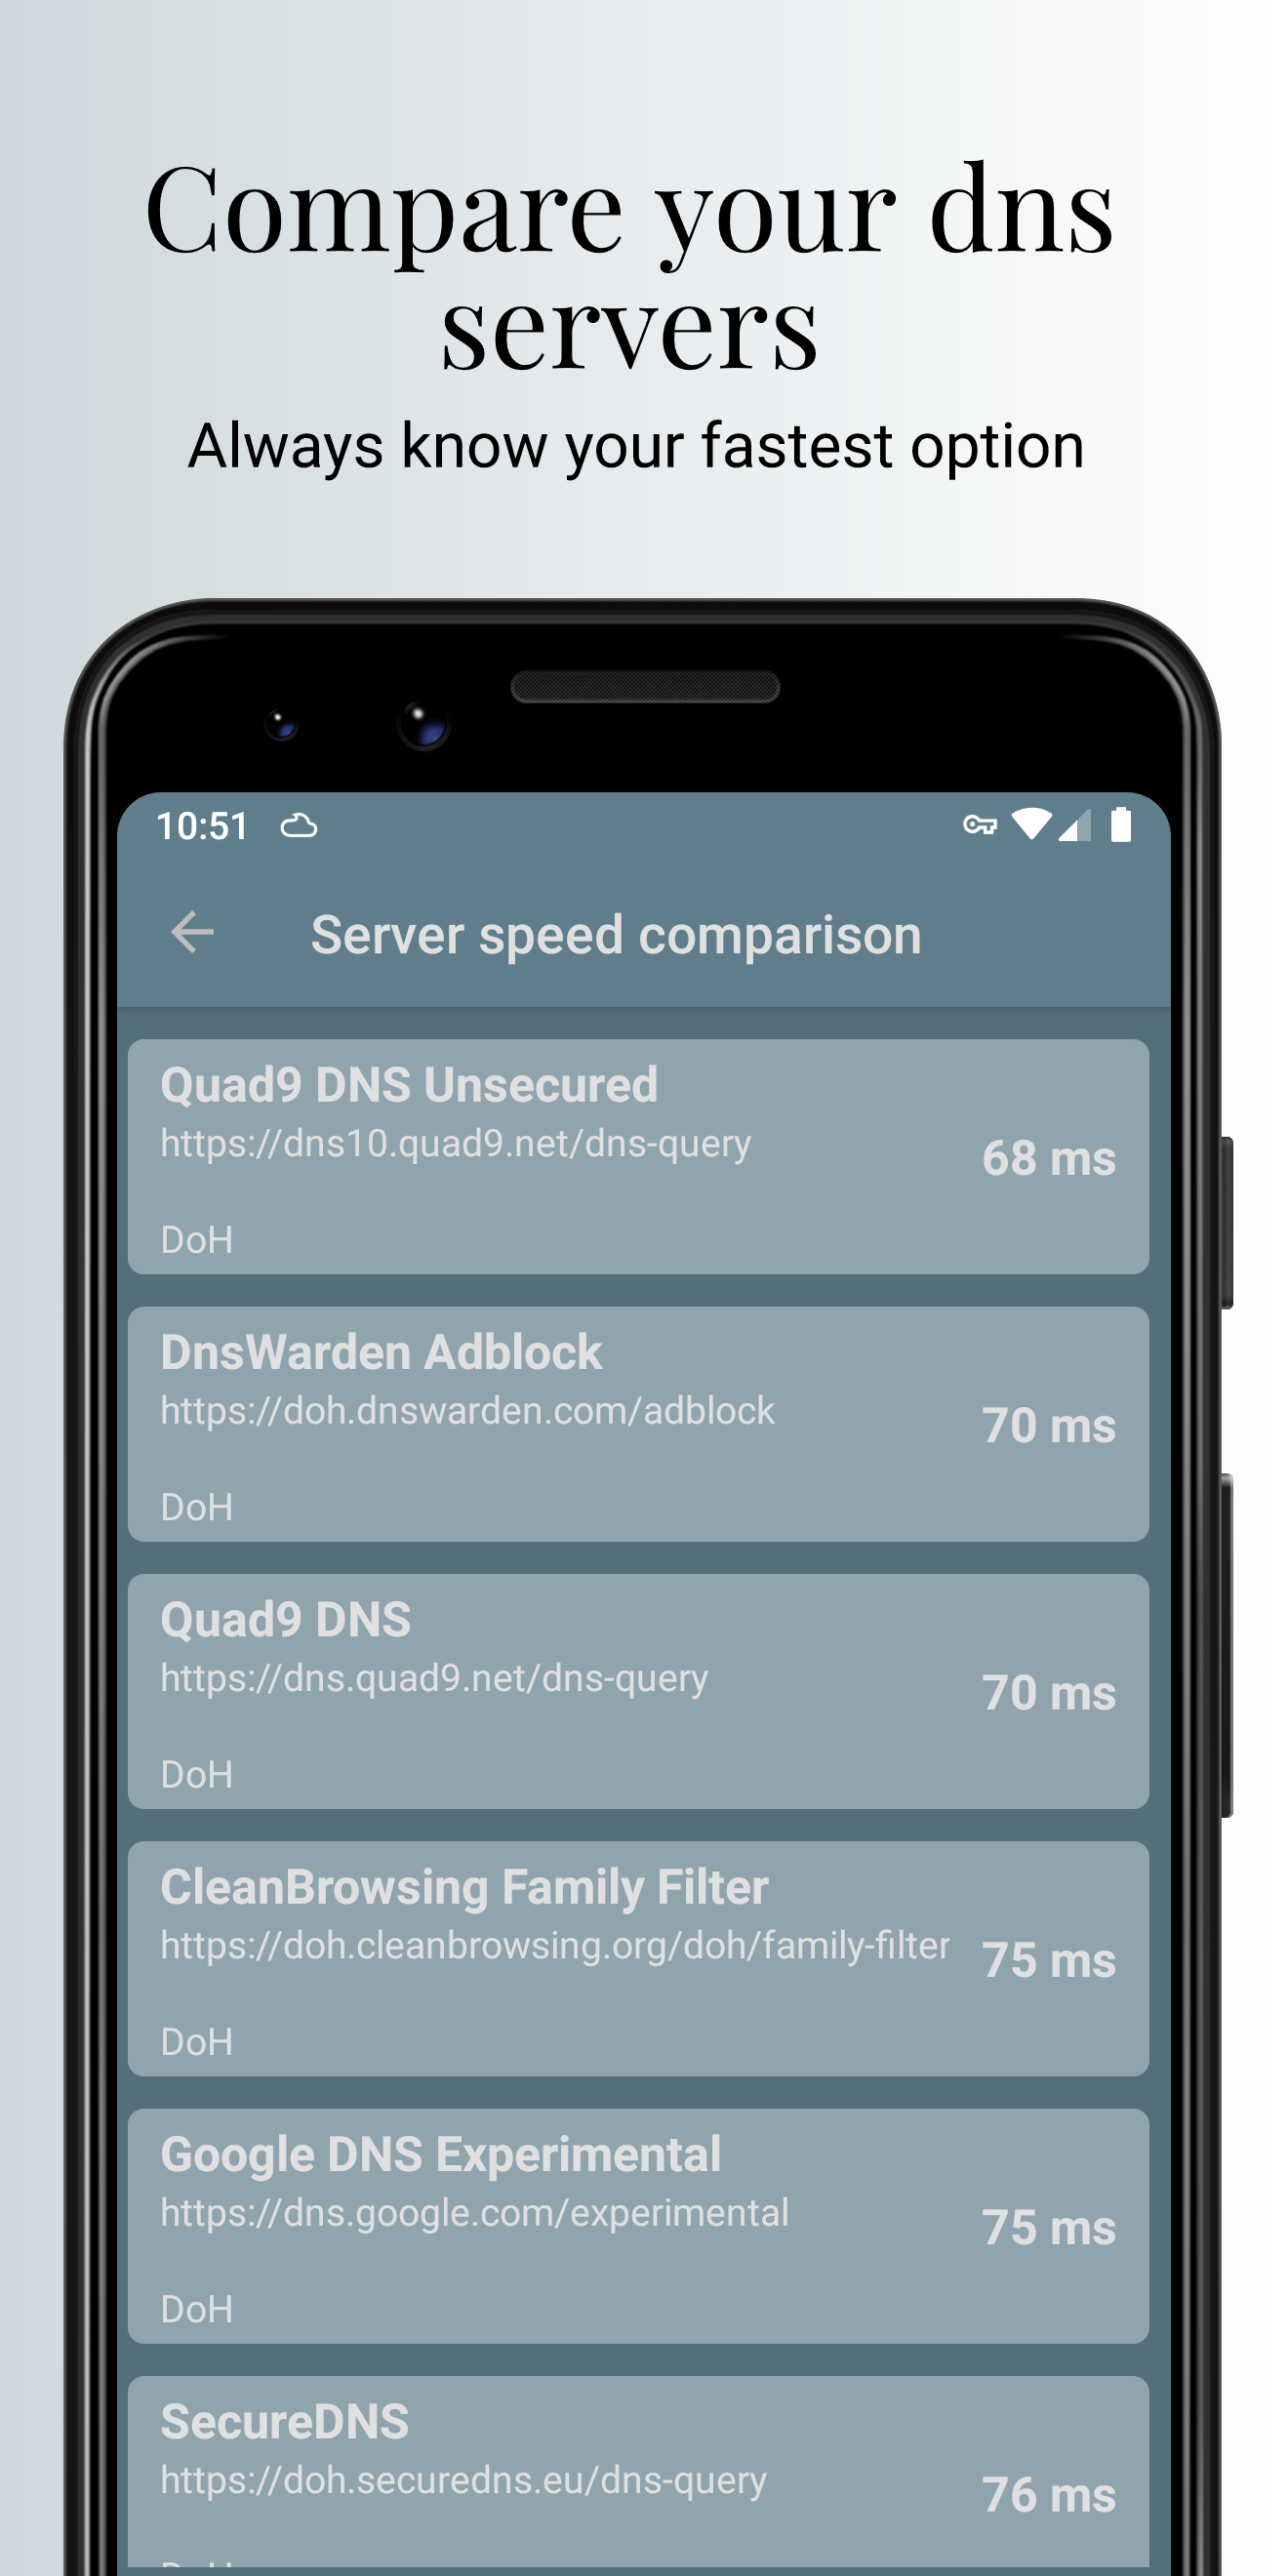 Compare your dns
servers
Always know your fastest option
10:51
Server speed comparison
Quad9 DNS Unsecured
https://dns10.quad9.net/dns-query
68 ms
DoH
DnsWarden Adblock
https://doh.dnswarden.com/adblock
70 ms
DoH
Quad9 DNS
https://dns.quad9.net/dns-query
70 ms
DoH
CleanBrowsing Family Filter
https://doh.cleanbrowsing.org/doh/family-filter
75 ms
DoH
Google DNS Experimental
https://dns.google.com/experimental
75 ms
DoH
SecureDNS
https://doh.securedns.eu/dns-query
76 ms